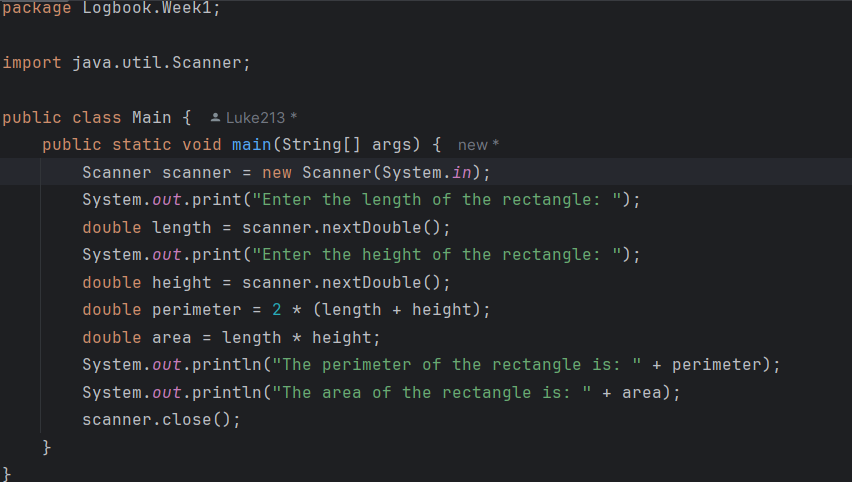 package Logbook.Week1;
import java.util.Scanner;
public class Main { Luke213 *
public static void main(String[] args) { new *
Scanner scanner = new Scanner(System.in);
System.out.print("Enter the length of the rectangle: ");
double length = scanner.nextDouble();
System.out.print("Enter the height of the rectangle: ");
double height = scanner.nextDouble();
double perimeter = 2 * (length + height);
double area = length * height;
System.out.println("The perimeter of the rectangle is: " + perimeter);
System.out.println("The area of the rectangle is: " + area);
scanner.close();
}
}